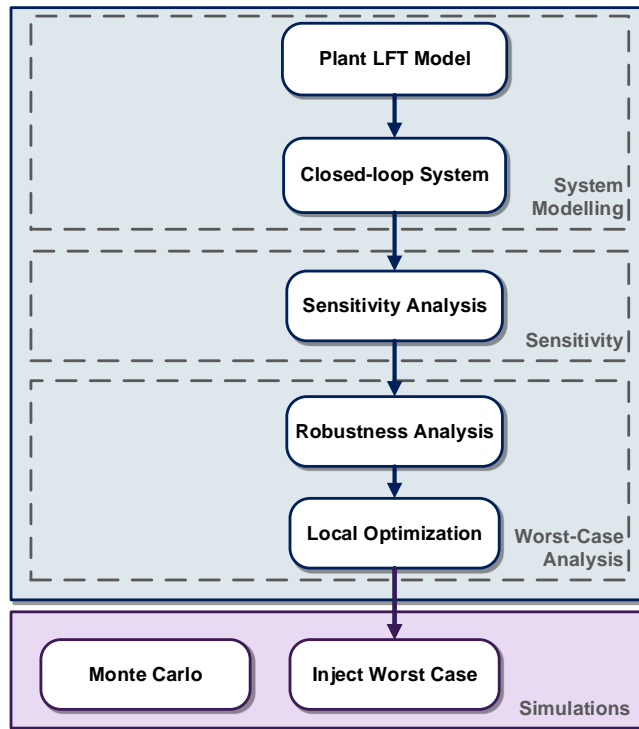 Plant LFT Model
Closed-loop System
System
Modelling
Sensitivity Analysis
Sensitivity
Robustness Analysis
Local Optimization
Worst-Case
Analysis
Monte Carlo
Inject Worst Case
Simulations